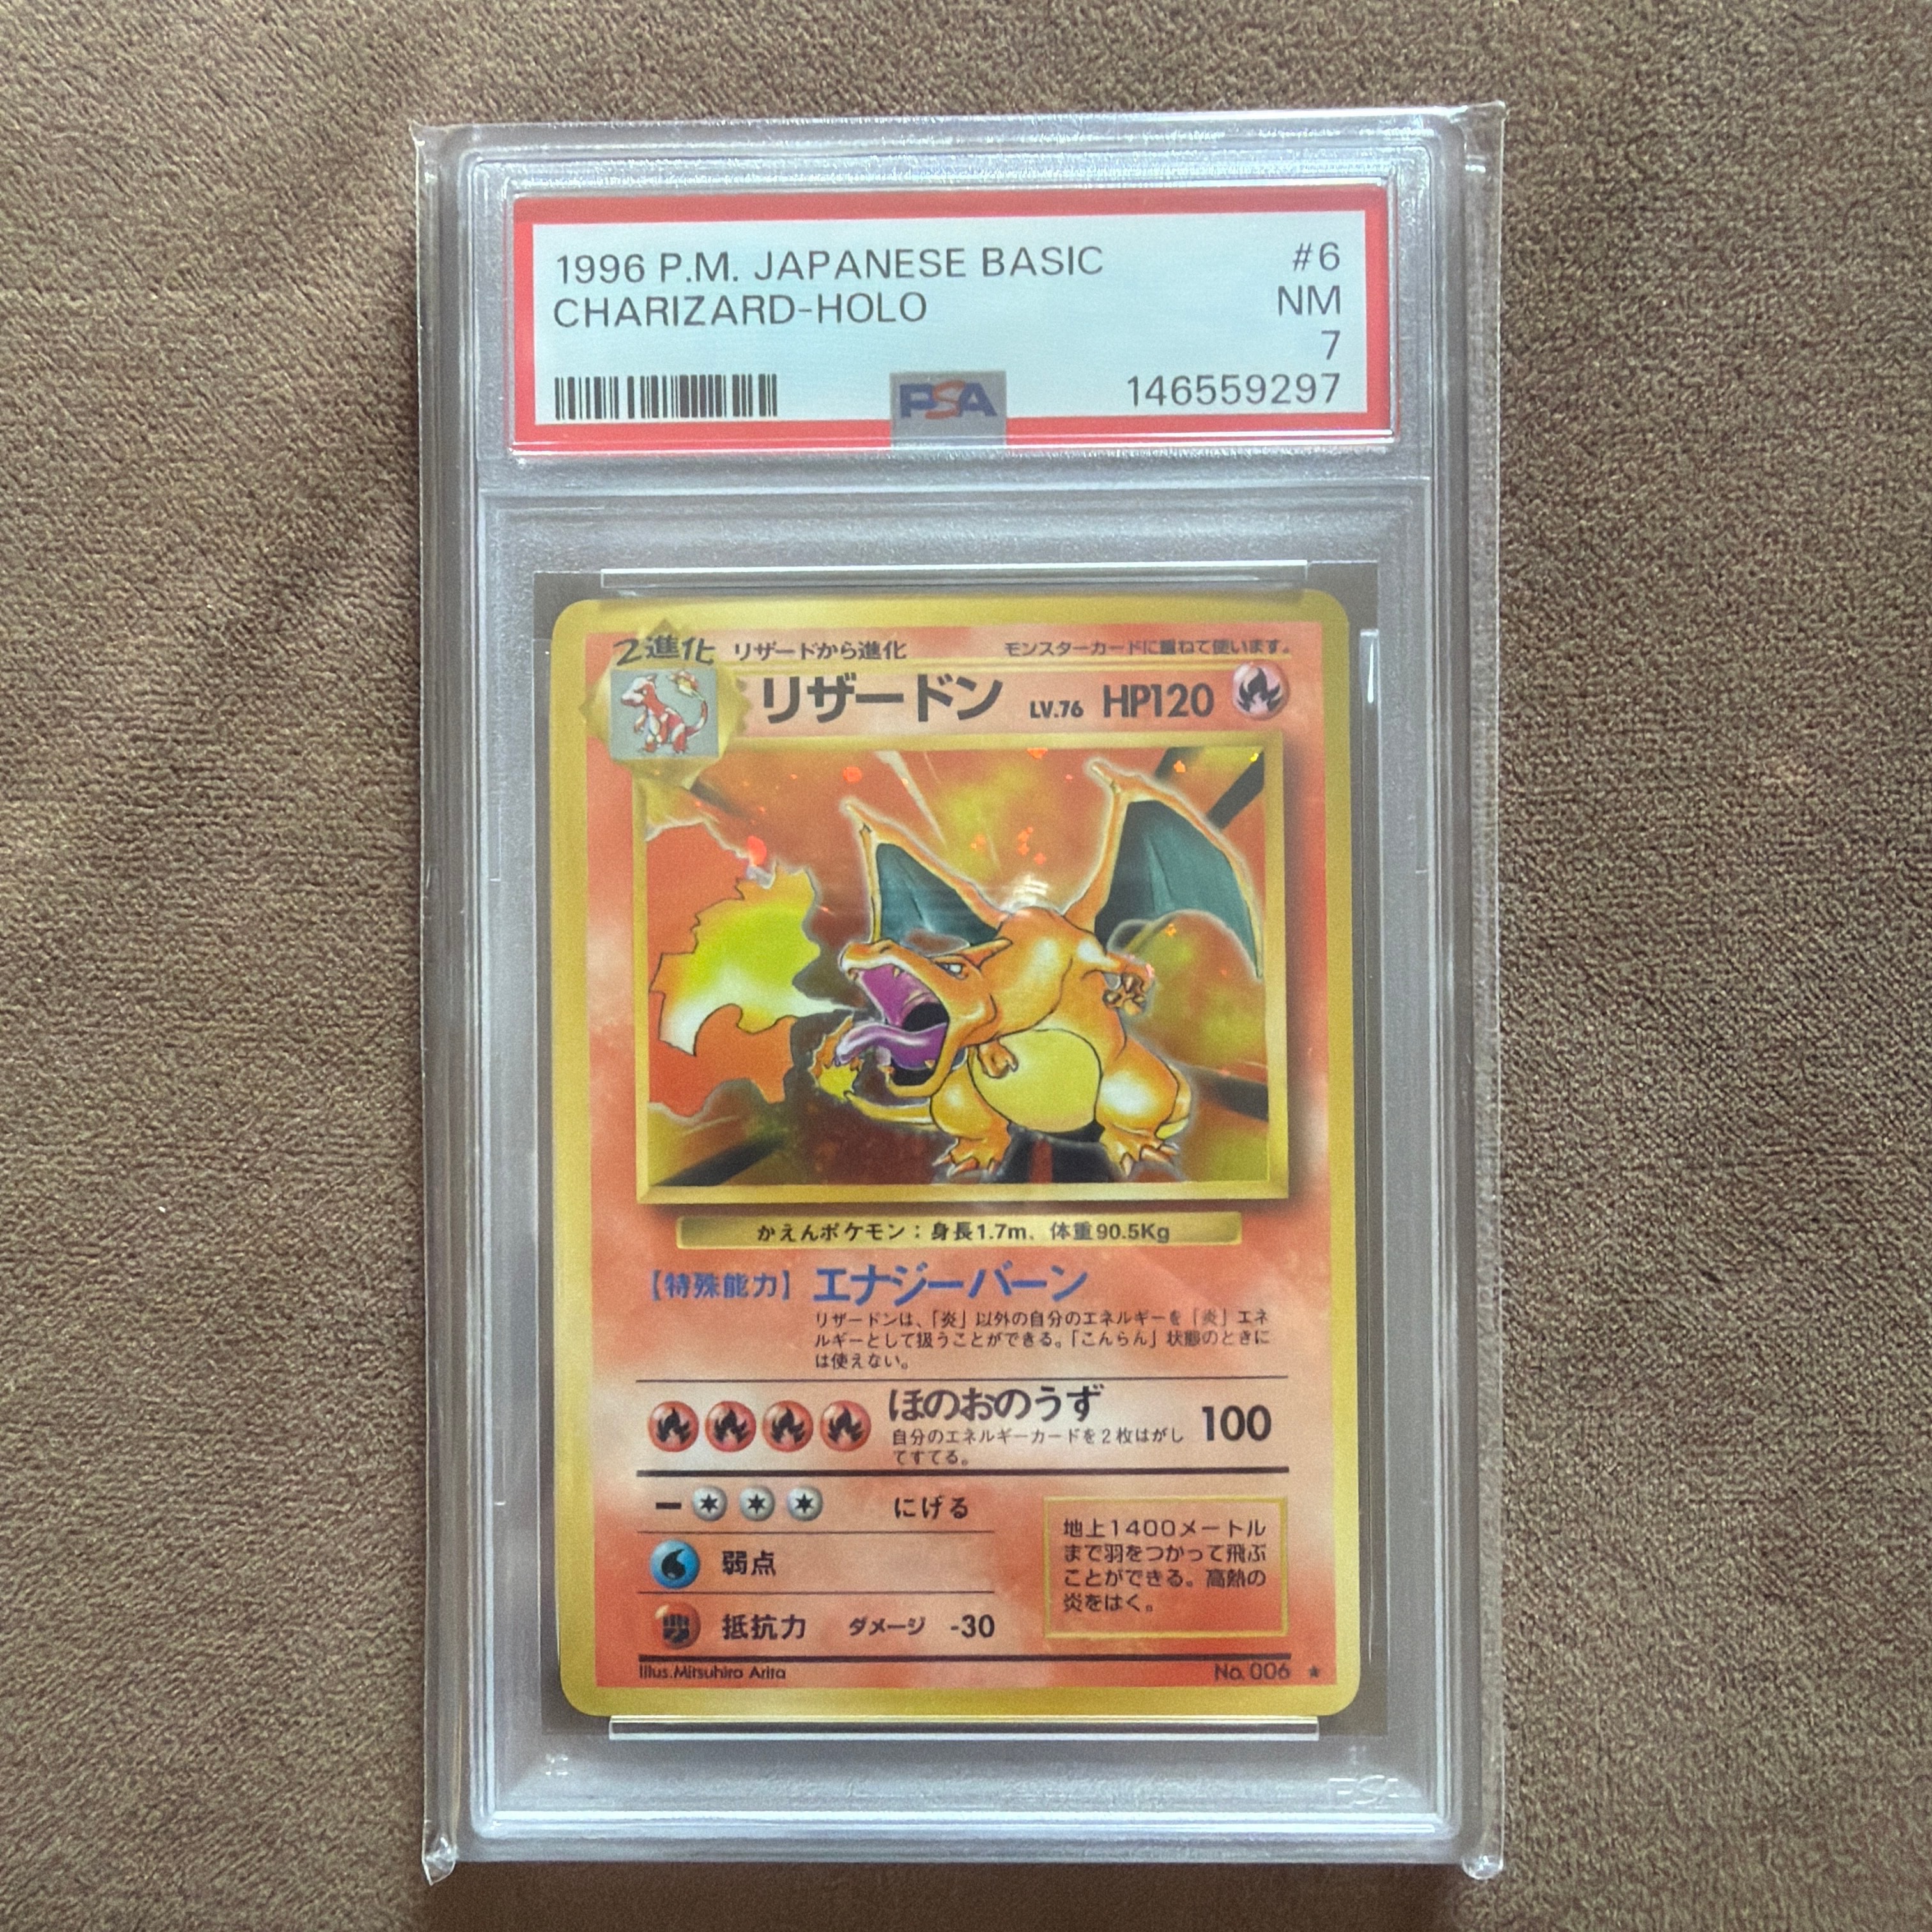 1996 P.M. JAPANESE BASIC #6
CHARIZARD-HOLO NM
7
PSA 146559297
2進化 リザードから進化 モンスターカードに重ねて使います。
リザードン LV.76 HP120
かえんポケモン：身長1.7m、体重90.5Kg
【特殊能力】 エナジーバーン
リザードンは、「炎」以外の自分のエネルギーを「炎」エネ
ルギーとして扱うことができる。「こんらん」状態のときに
は使えない。
ほのおのうず 100
自分のエネルギーカードを2枚はがし
てすてる。
にげる
弱点
抵抗力 ダメージ -30
地上1400メートル
まで羽をつかって飛ぶ
ことができる。高熱の
炎をはく。
Illus.Mitsuhiro Arita No. 006 ★
PSA